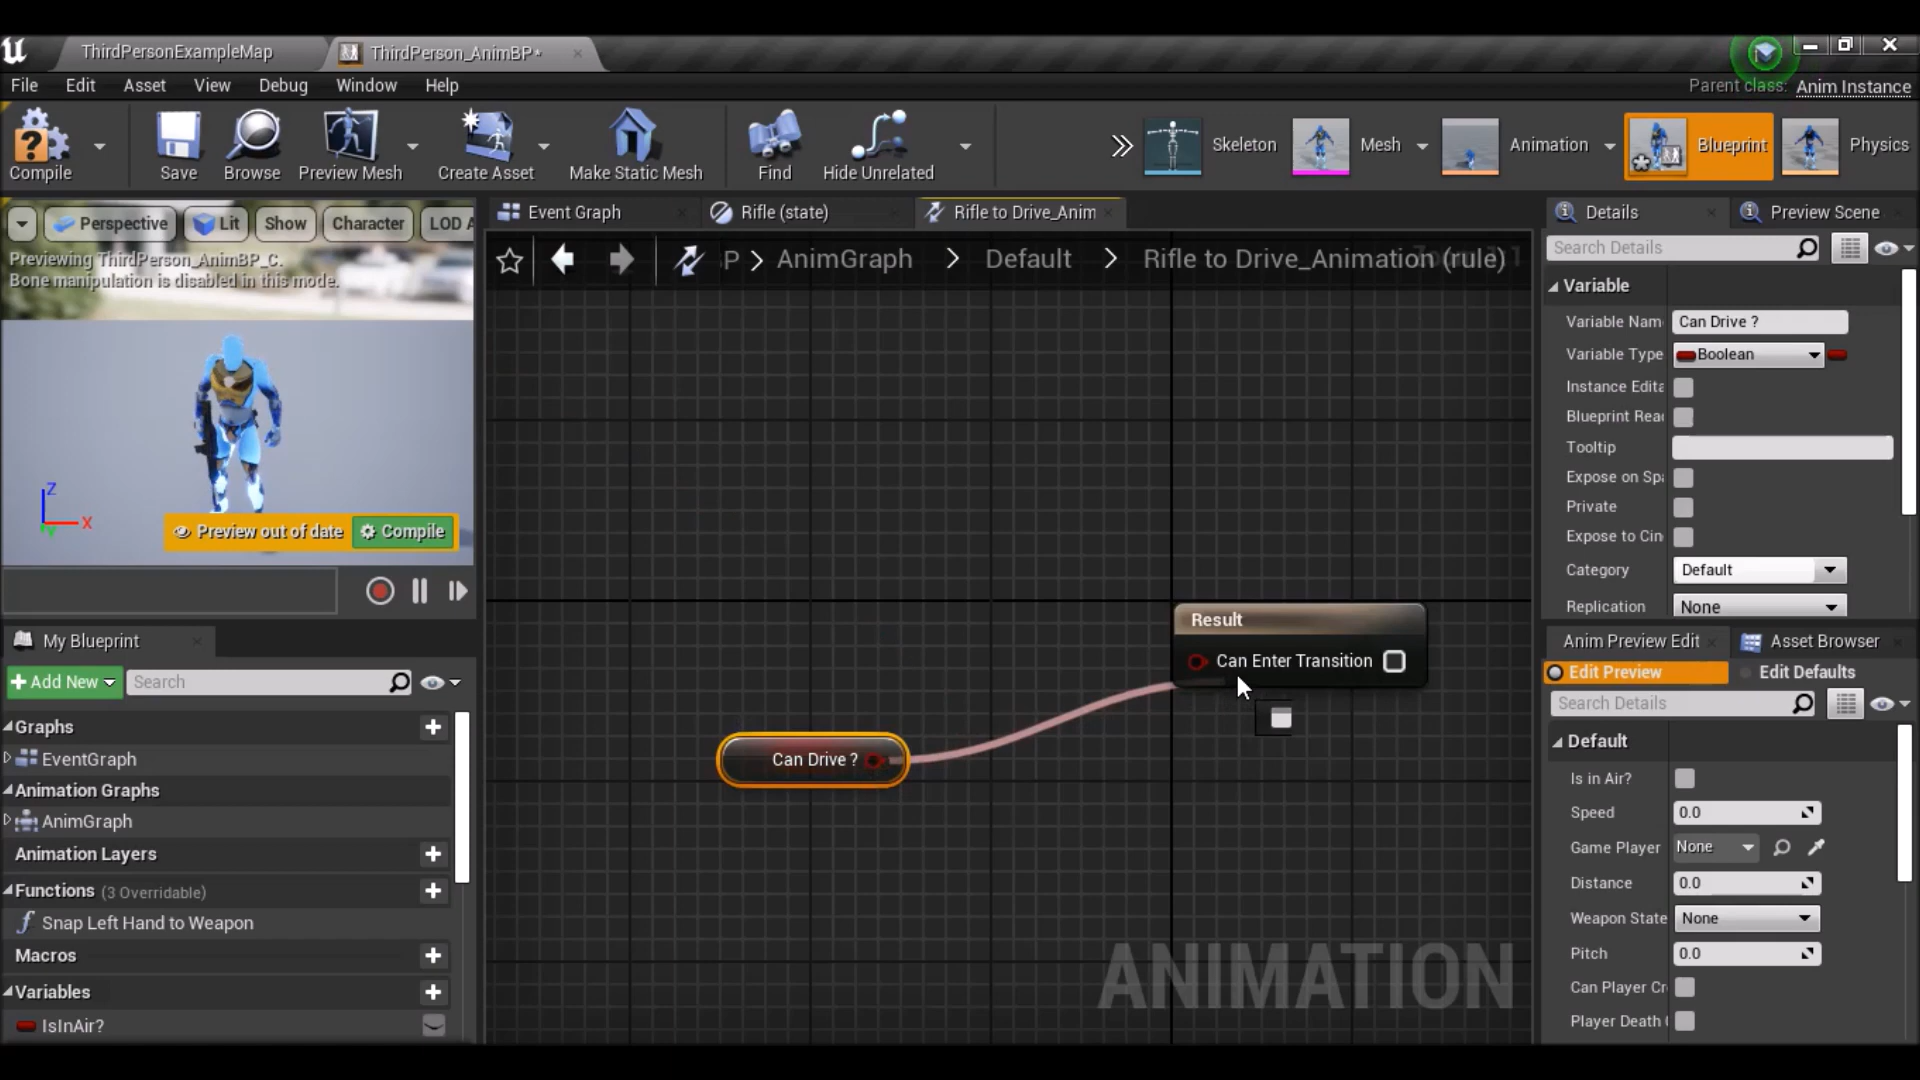 ThirdPersonExampleMap
ThirdPerson_AnimBP*
File Edit Asset View Debug Window Help
Parent class: Anim Instance
Compile
Save
Browse
Preview Mesh
Create Asset
Make Static Mesh
Find
Hide Unrelated
Skeleton
Mesh
Animation
Blueprint
Physics
Perspective
Lit
Show
Character
LOD A
Previewing ThirdPerson_AnimBP_C.
Bone manipulation is disabled in this mode.
Z
X
Preview out of date
Compile
Event Graph
Rifle (state)
Rifle to Drive_Anim
P > AnimGraph > Default > Rifle to Drive_Animation (rule)
Result
Can Enter Transition
Can Drive ?
ANIMATION
My Blueprint
+ Add New
Search
Graphs
EventGraph
Animation Graphs
AnimGraph
Animation Layers
Functions (3 Overridable)
Snap Left Hand to Weapon
Macros
Variables
IsInAir?
Details
Preview Scene
Search Details
Variable
Variable Nam
Can Drive ?
Variable Type
Boolean
Instance Edita
Blueprint Rea
Tooltip
Expose on Spa
Private
Expose to Cin
Category
Default
Replication
None
Anim Preview Edit
Asset Browser
Edit Preview
Edit Defaults
Search Details
Default
Is in Air?
Speed
0.0
Game Player
None
Distance
0.0
Weapon State
None
Pitch
0.0
Can Player Cr
Player Death